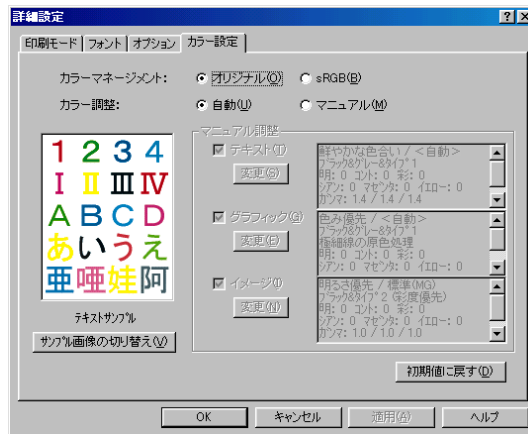 詳細設定
印刷モード フォント オプション カラー設定
カラーマネージメント: オリジナル(O) sRGB(B)
カラー調整: 自動(U) マニュアル(M)
マニュアル調整
1 2 3 4
I II III IV
A B C D
あ い う え
亜 唖 娃 阿
テキストサンプル
サンプル画像の切り替え(V)
テキスト(T)
変更(S)
鮮やかな色合い / <自動>
ブラック&グレー&タイプ1
明: 0 コント: 0 彩: 0
シアン: 0 マゼンタ: 0 イエロー: 0
ガンマ: 1.4 / 1.4 / 1.4
グラフィック(G)
変更(E)
色み優先 / <自動>
ブラック&グレー&タイプ1
極細線の原色処理
明: 0 コント: 0 彩: 0
シアン: 0 マゼンタ: 0 イエロー: 0
イメージ(I)
変更(N)
明るさ優先 / 標準(MG)
ブラック&タイプ2 (彩度優先)
明: 0 コント: 0 彩: 0
シアン: 0 マゼンタ: 0 イエロー: 0
ガンマ: 1.0 / 1.0 / 1.0
初期値に戻す(D)
OK キャンセル 適用(A) ヘルプ